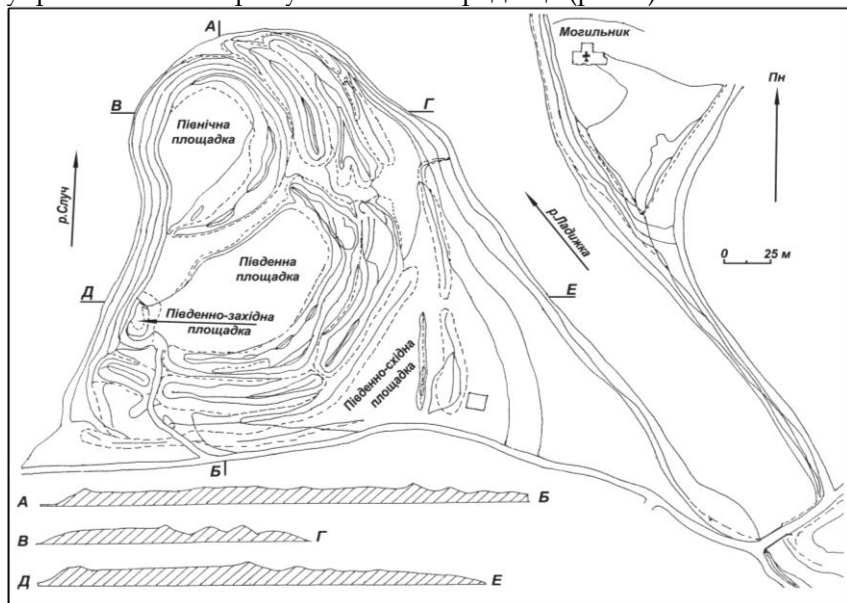 А
Могильник
Пн
В
Г
Північна
площадка
р.Случ
р.Ладижка
Південна
площадка
0 25 м
Д
Е
Південно-західна
площадка
Південно-східна
площадка
Б
А Б
В Г
Д Е